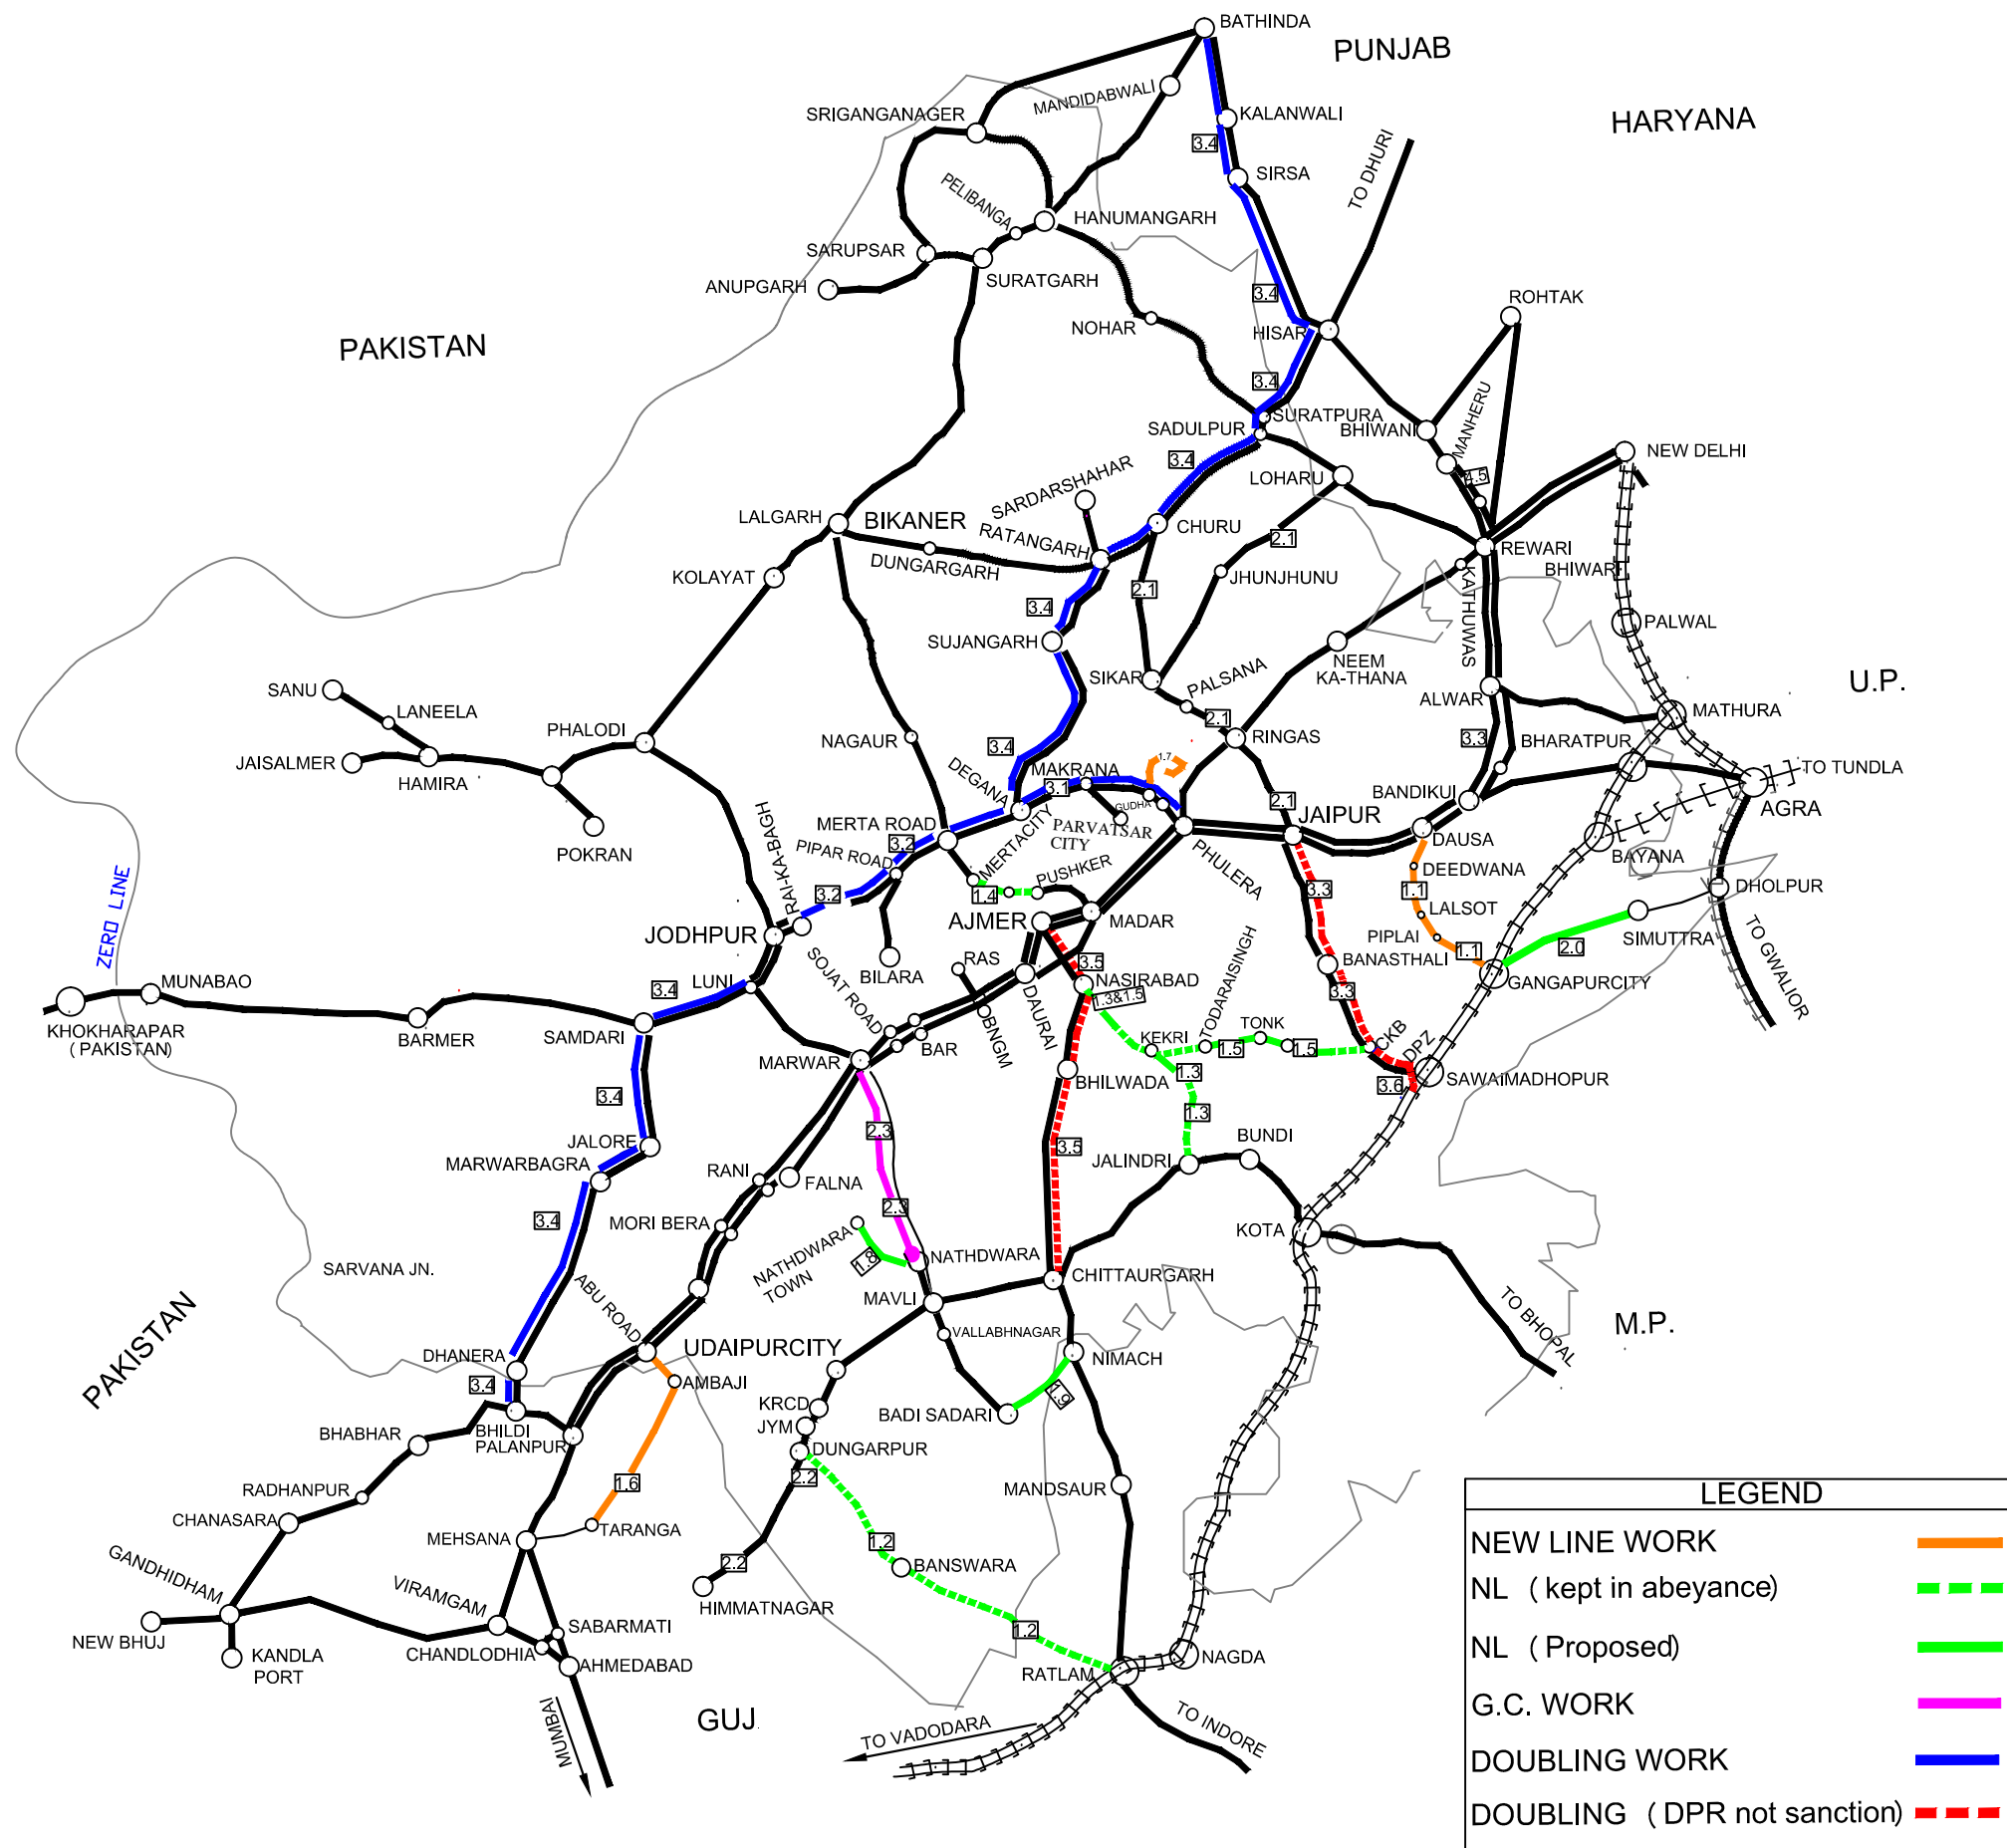 BATHINDA
PUNJAB
MANDIDABWALI
SRIGANGANAGER
KALANWALI
HARYANA
3.4
SIRSA
TO DHURI
PELIBANGA
HANUMANGARH
SARUPSAR
SURATGARH
ANUPGARH
3.4
ROHTAK
NOHAR
HISAR
PAKISTAN
3.4
SURATPURA
SADULPUR
BHIWANI
MANHERU
NEW DELHI
3.4
4.5
LOHARU
SARDARSHAHAR
LALGARH
BIKANER
RATANGARH
CHURU
2.1
REWARI
DUNGARGARH
BHIWARI
KOLAYAT
JHUNJHUNU
2.1
KATHUWAS
3.4
PALWAL
SUJANGARH
NEEM
KA-THANA
SIKAR
PALSANA
U.P.
SANU
LANEELA
ALWAR
MATHURA
2.1
PHALODI
NAGAUR
RINGAS
3.3
BHARATPUR
3.4
JAISALMER
HAMIRA
1.7
DEGANA
MAKRANA
TO TUNDLA
3.1
GUDHA
2.1
BANDIKUI
AGRA
JAIPUR
MERTA ROAD
PARVATSAR
CITY
MERTACITY
DAUSA
3.2
PIPAR ROAD
POKRAN
RAI-KA-BAGH
PHULERA
BAYANA
DEEDWANA
ZERO LINE
3.2
1.4
PUSHKER
3.3
1.1
DHOLPUR
LALSOT
AJMER
MADAR
JODHPUR
SIMUTTRA
PIPLAI
2.0
SOJAT ROAD
BILARA
RAS
3.5
TODARAISINGH
BANASTHALI
1.1
MUNABAO
LUNI
NASIRABAD
GANGAPURCITY
TO GWALIOR
3.4
DAURAI
1.3&1.5
3.3
KHOKHARAPAR
(PAKISTAN)
BARMER
SAMDARI
BNGM
KEKRI
TONK
CKB
BAR
1.5
1.5
DPZ
MARWAR
BHILWADA
1.3
SAWAIMADHOPUR
3.6
3.4
2.3
1.3
JALORE
3.5
BUNDI
MARWARBAGRA
JALINDRI
RANI
FALNA
2.3
3.4
MORI BERA
KOTA
NATHDWARA
TOWN
1.8
NATHDWARA
SARVANA JN.
CHITTAURGARH
ABU ROAD
MAVLI
TO BHOPAL
M.P.
PAKISTAN
VALLABHNAGAR
UDAIPURCITY
DHANERA
NIMACH
3.4
AMBAJI
1.9
KRCD
BADI SADARI
JYM
BHILDI
BHABHAR
PALANPUR
DUNGARPUR
2.2
1.6
RADHANPUR
MANDSAUR
CHANASARA
TARANGA
MEHSANA
1.2
GANDHIDHAM
2.2
BANSWARA
VIRAMGAM
HIMMATNAGAR
NEW BHUJ
SABARMATI
1.2
KANDLA
PORT
CHANDLODHIA
AHMEDABAD
RATLAM
NAGDA
MUMBAI
GUJ.
TO VADODARA
TO INDORE
LEGEND
NEW LINE WORK
NL ( kept in abeyance)
NL ( Proposed)
G.C. WORK
DOUBLING WORK
DOUBLING ( DPR not sanction)